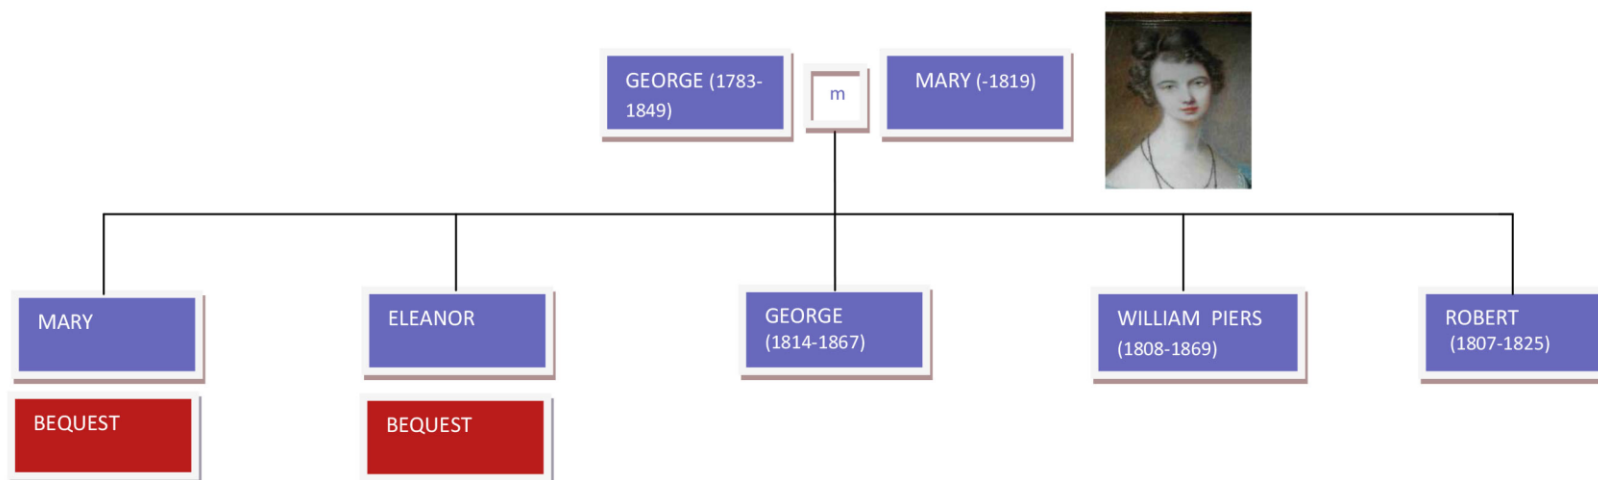 GEORGE (1783-
1849)
m
MARY (-1819)
MARY
ELEANOR
GEORGE
(1814-1867)
WILLIAM PIERS
(1808-1869)
ROBERT
(1807-1825)
BEQUEST
BEQUEST